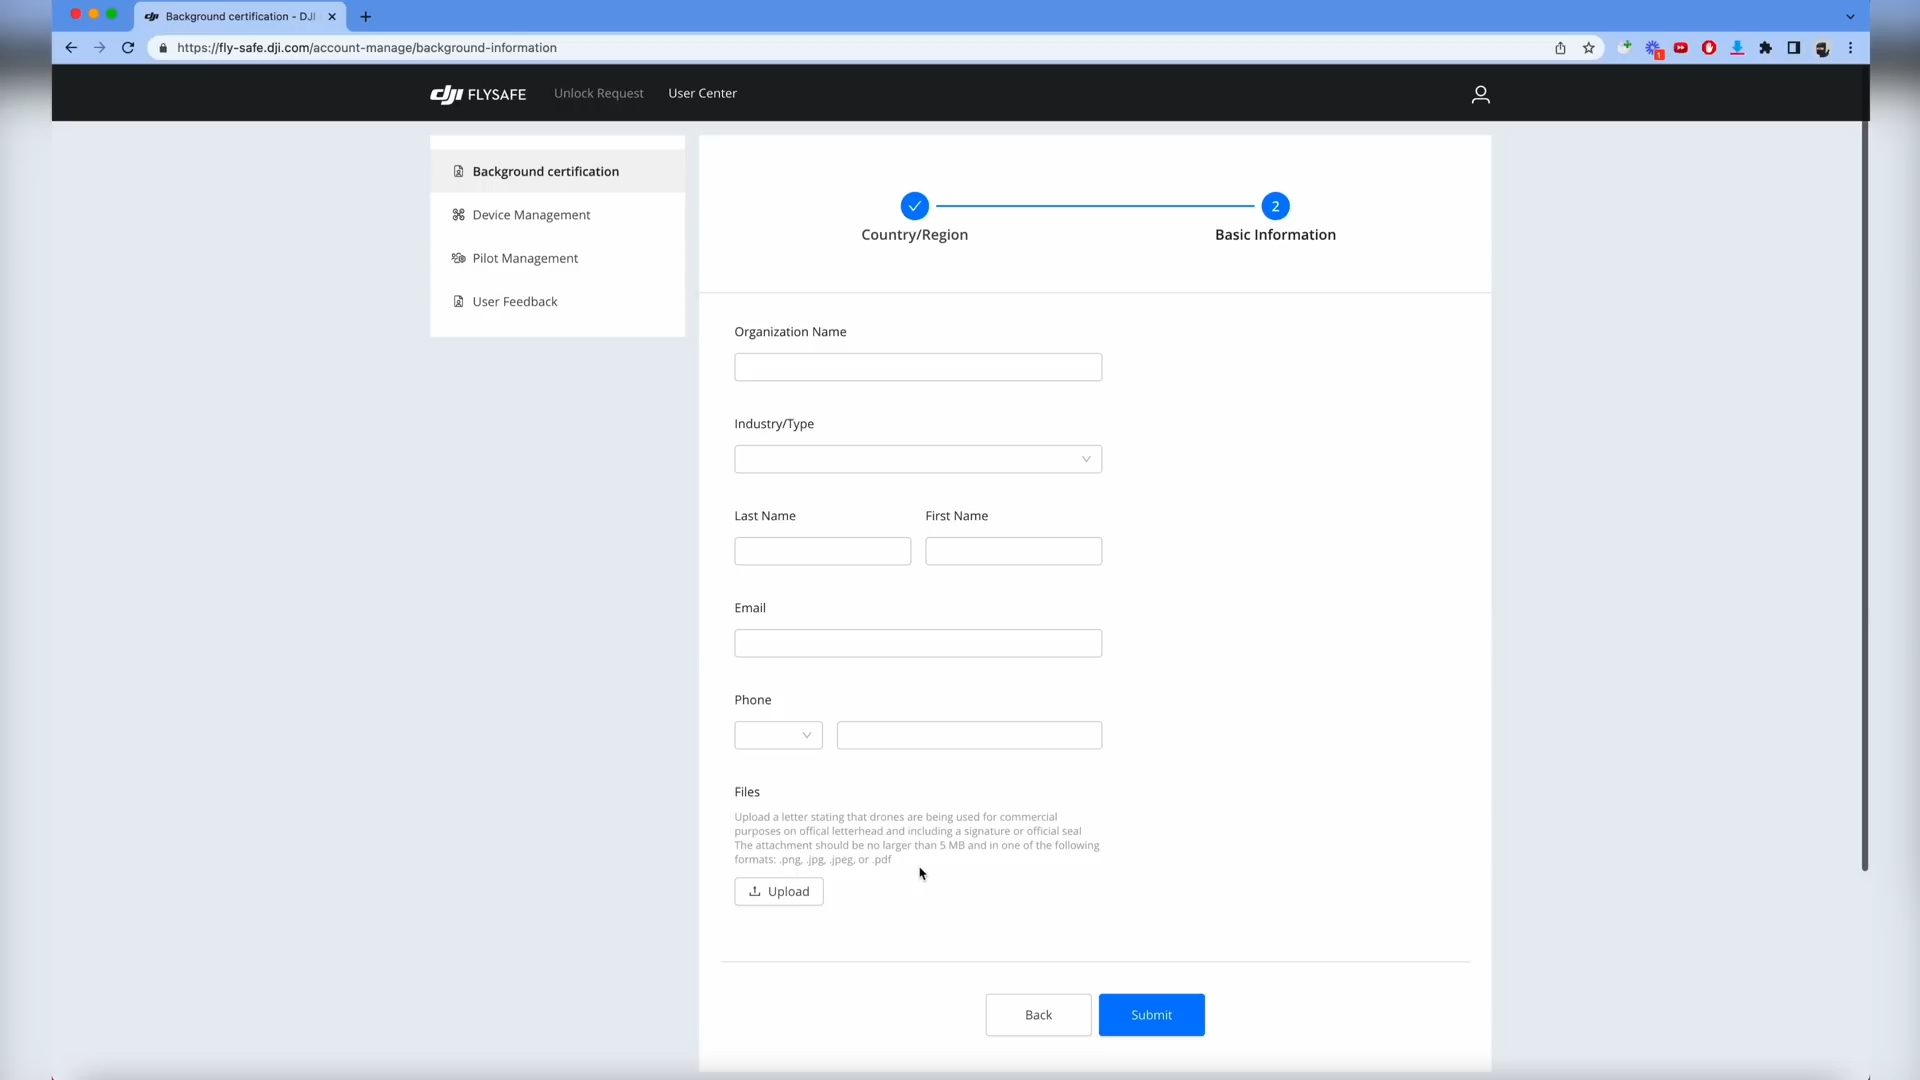 Background certification - DJI
https://fly-safe.dji.com/account-manage/background-information
1
dji FLYSAFE
Unlock Request
User Center
Background certification
Device Management
Pilot Management
User Feedback
2
Country/Region
Basic Information
Organization Name
Industry/Type
Last Name
First Name
Email
Phone
Files
Upload a letter stating that drones are being used for commercial
purposes on offical letterhead and including a signature or official seal
The attachment should be no larger than 5 MB and in one of the following
formats: .png, .jpg, .jpeg, or .pdf
Upload
Back
Submit